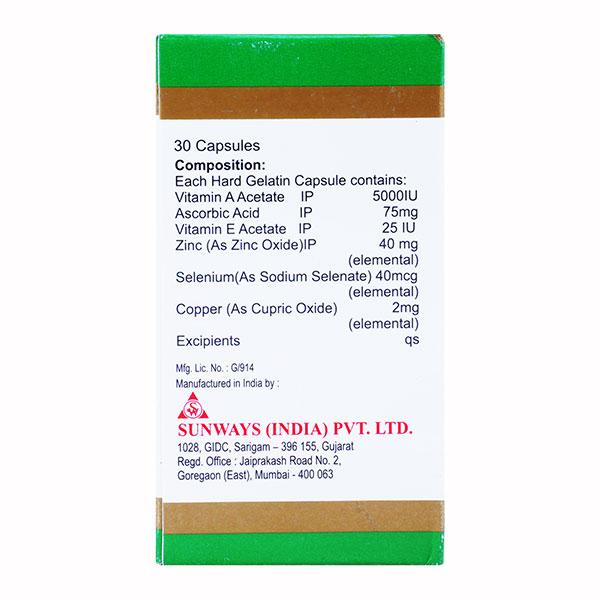 30 Capsules
Composition:
Each Hard Gelatin Capsule contains:
Vitamin A Acetate IP 5000IU
Ascorbic Acid IP 75mg
Vitamin E Acetate IP 25 IU
Zinc (As Zinc Oxide)IP 40 mg
(elemental)
Selenium(As Sodium Selenate) 40mcg
(elemental)
Copper (As Cupric Oxide) 2mg
(elemental)
Excipients qs
Mfg. Lic. No. : G/914
Manufactured in India by :
SW
SUNWAYS (INDIA) PVT. LTD.
1028, GIDC, Sarigam – 396 155, Gujarat
Regd. Office : Jaiprakash Road No. 2,
Goregaon (East), Mumbai - 400 063